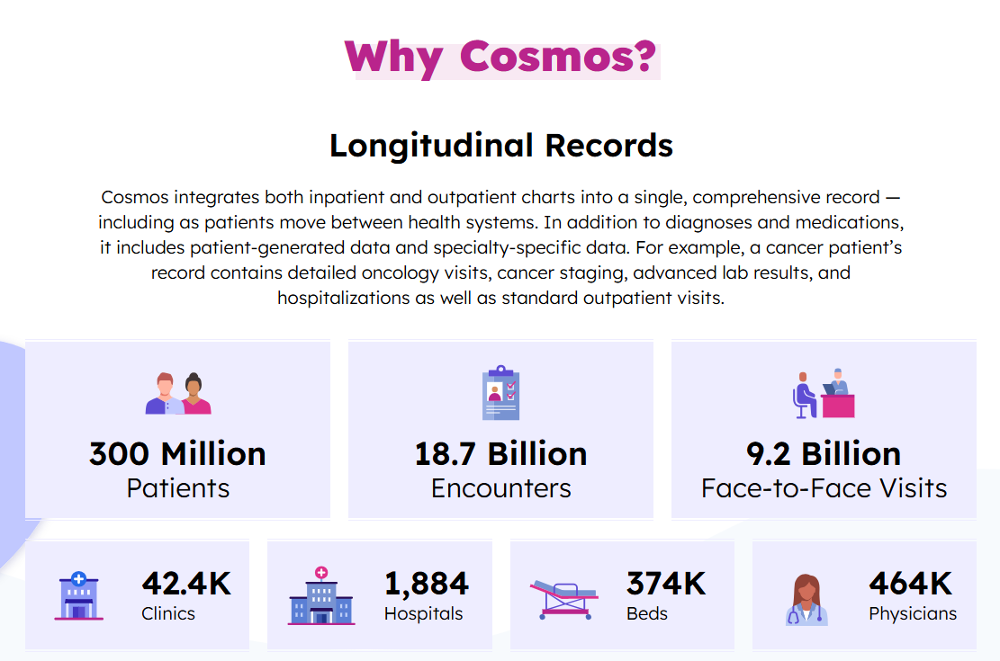 Why Cosmos?
Longitudinal Records
Cosmos integrates both inpatient and outpatient charts into a single, comprehensive record —
including as patients move between health systems. In addition to diagnoses and medications,
it includes patient-generated data and specialty-specific data. For example, a cancer patient’s
record contains detailed oncology visits, cancer staging, advanced lab results, and
hospitalizations as well as standard outpatient visits.
300 Million
Patients
18.7 Billion
Encounters
9.2 Billion
Face-to-Face Visits
42.4K
Clinics
1,884
Hospitals
374K
Beds
464K
Physicians